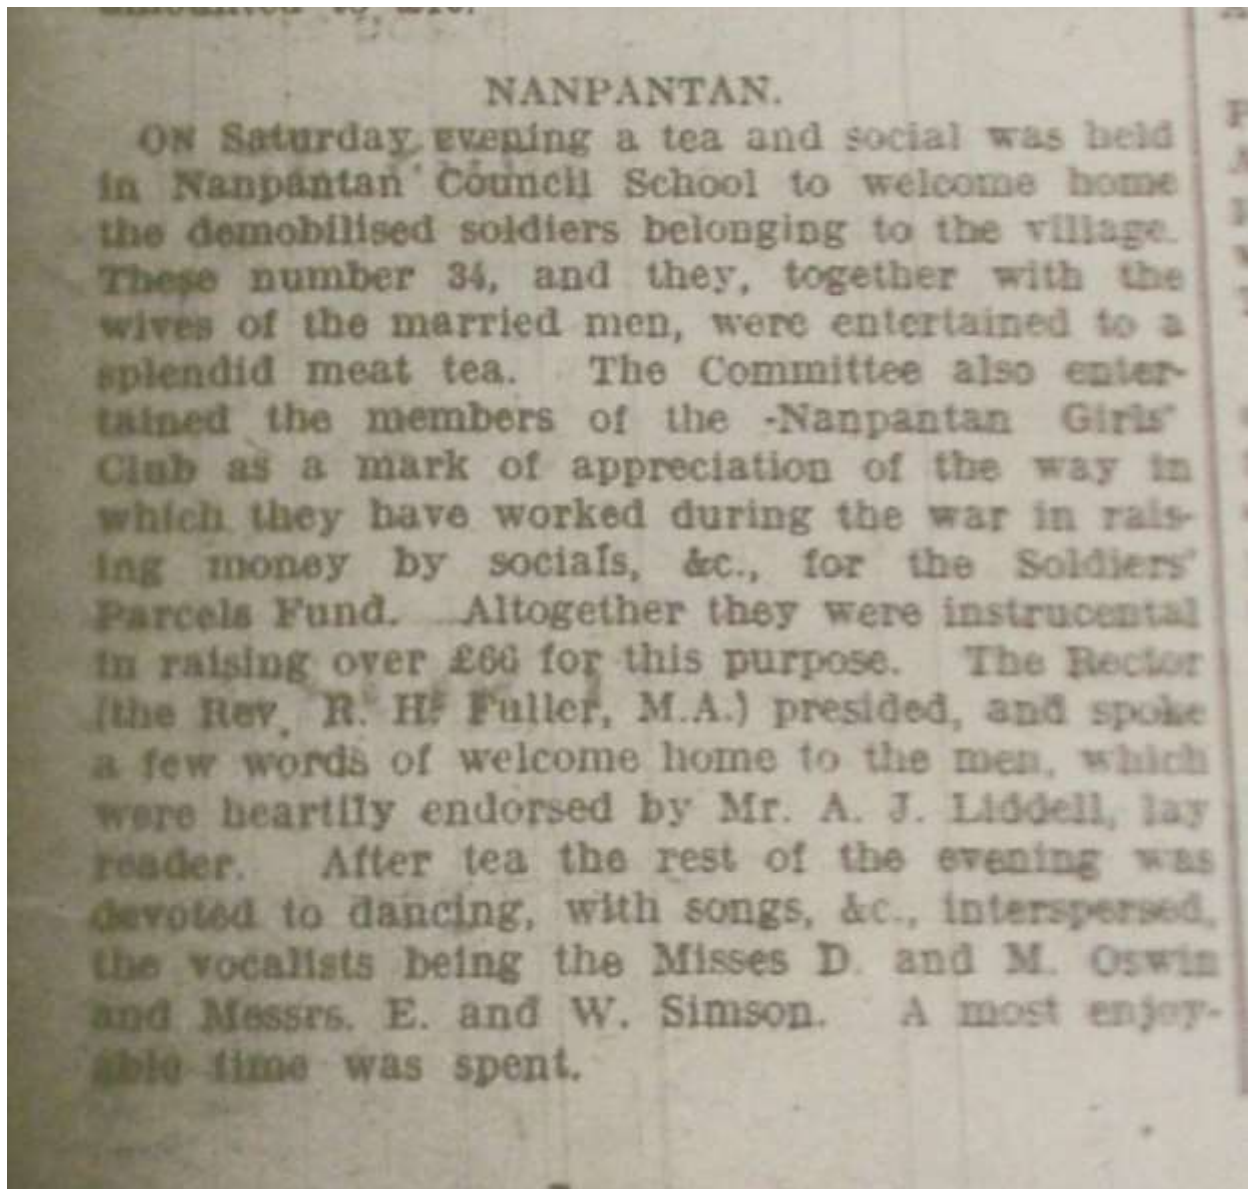 NANPANTAN.
ON Saturday evening a tea and social was held
in Nanpantan Council School to welcome home
the demobilised soldiers belonging to the village.
These number 34, and they, together with the
wives of the married men, were entertained to a
splendid meat tea. The Committee also enter-
tained the members of the -Nanpantan Girls'
Club as a mark of appreciation of the way in
which they have worked during the war in rais-
ing money by socials, &c., for the Soldiers'
Parcels Fund. Altogether they were instrucental
in raising over £66 for this purpose. The Rector
(the Rev. R. H. Fuller, M.A.) presided, and spoke
a few words of welcome home to the men, which
were heartily endorsed by Mr. A. J. Liddell, lay
reader. After tea the rest of the evening was
devoted to dancing, with songs, &c., interspersed,
the vocalists being the Misses D. and M. Oswin
and Messrs. E. and W. Simson. A most enjoy-
able time was spent.